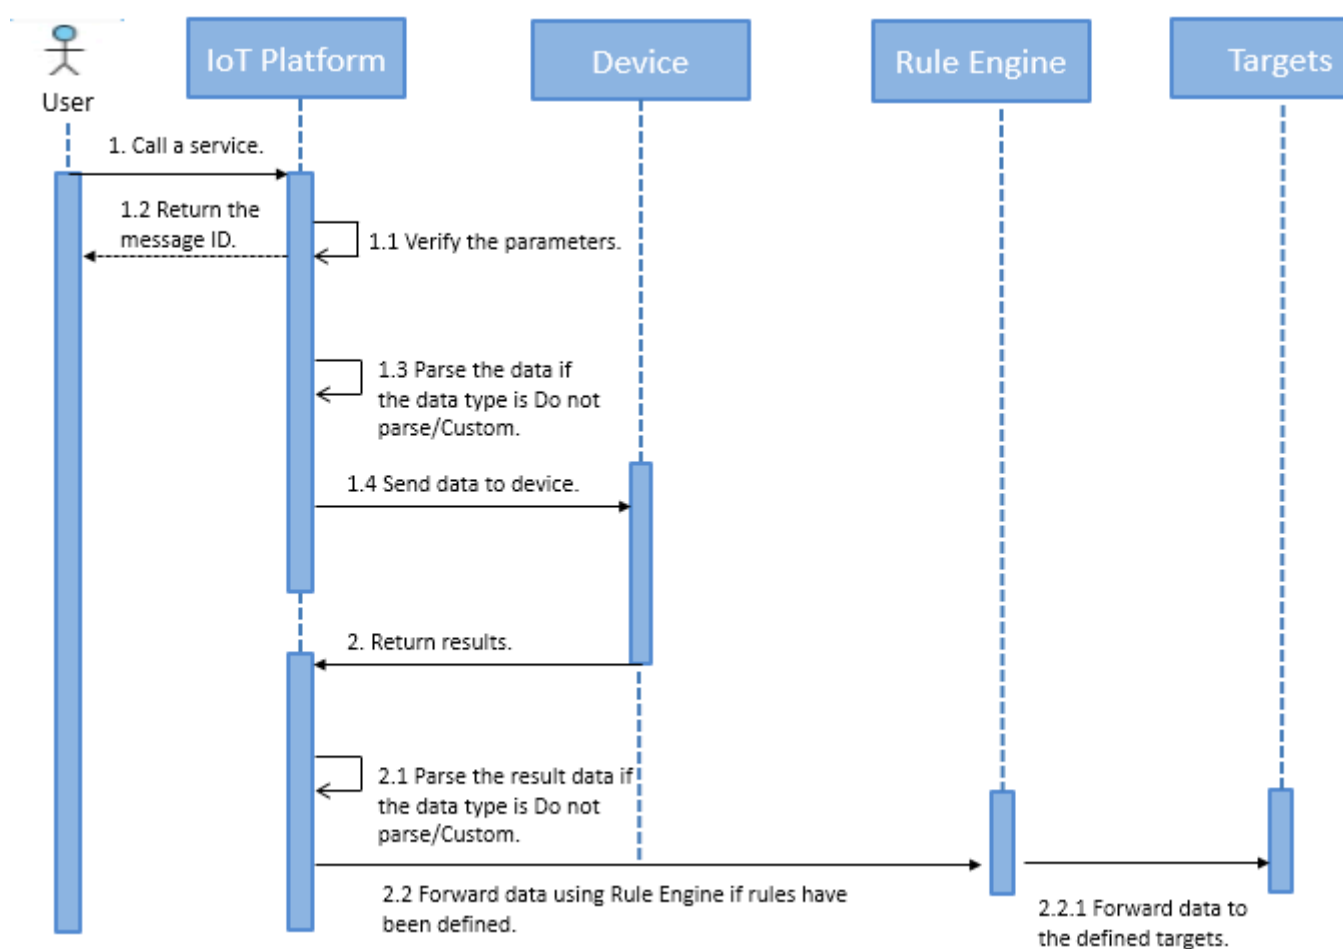 IoT Platform
Device
Rule Engine
Targets
User
1. Call a service.
1.2 Return the
message ID.
1.1 Verify the parameters.
1.3 Parse the data if
the data type is Do not
parse/Custom.
1.4 Send data to device.
2. Return results.
2.1 Parse the result data if
the data type is Do not
parse/Custom.
2.2 Forward data using Rule Engine if rules have
been defined.
2.2.1 Forward data to
the defined targets.